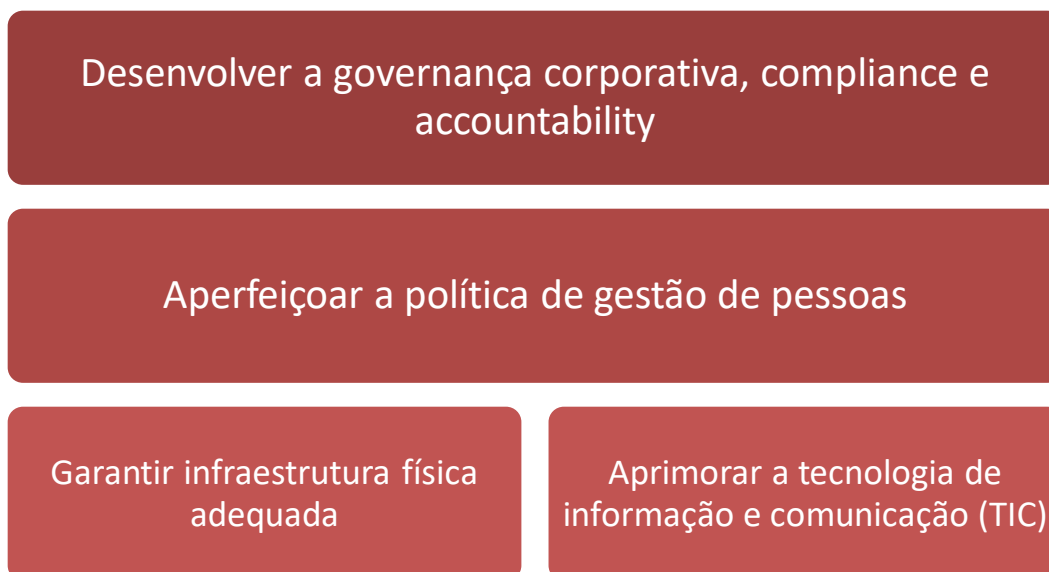 Desenvolver a governança corporativa, compliance e
accountability
Aperfeiçoar a política de gestão de pessoas
Garantir infraestrutura física
adequada
Aprimorar a tecnologia de
informação e comunicação (TIC)